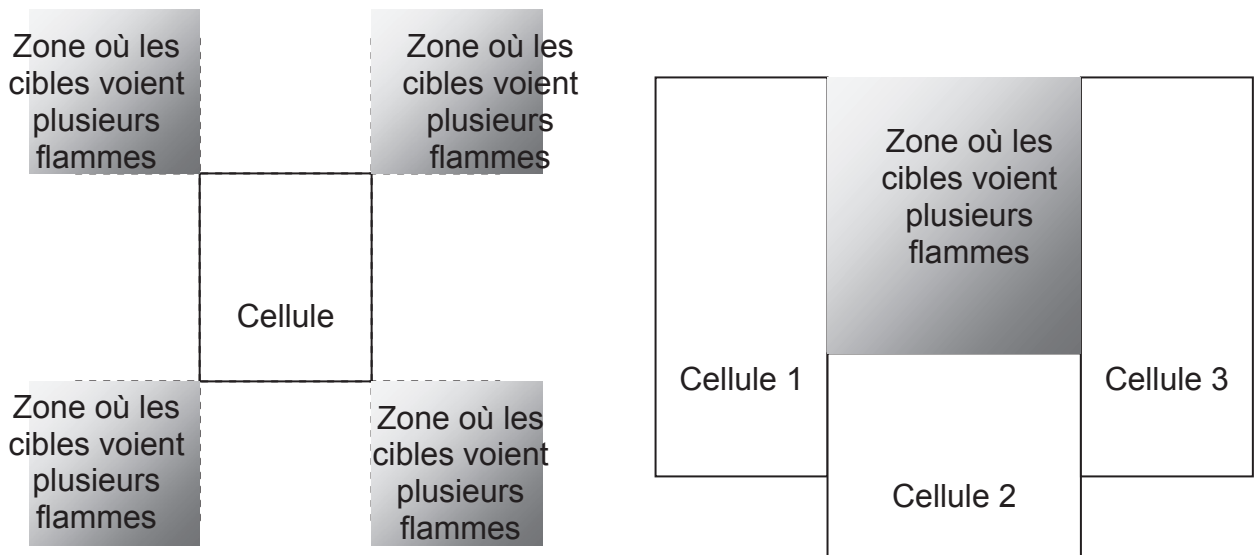 Zone où les
cibles voient
plusieurs
flammes
Zone où les
cibles voient
plusieurs
flammes
Cellule
Zone où les
cibles voient
plusieurs
flammes
Zone où les
cibles voient
plusieurs
flammes
Zone où les
cibles voient
plusieurs
flammes
Cellule 1
Cellule 3
Cellule 2